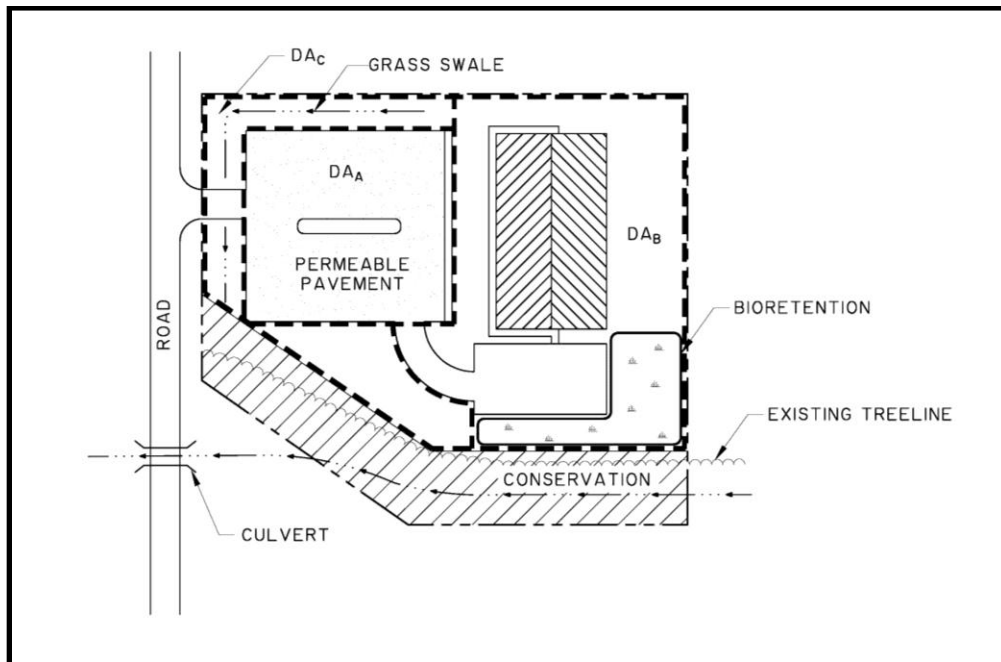 DAC
GRASS SWALE
DAA
PERMEABLE
PAVEMENT
DAB
BIORETENTION
ROAD
EXISTING TREELINE
CONSERVATION
CULVERT